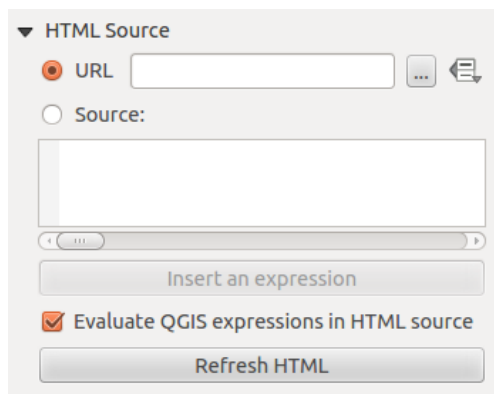 HTML Source
URL
...
Source:
Insert an expression
Evaluate QGIS expressions in HTML source
Refresh HTML